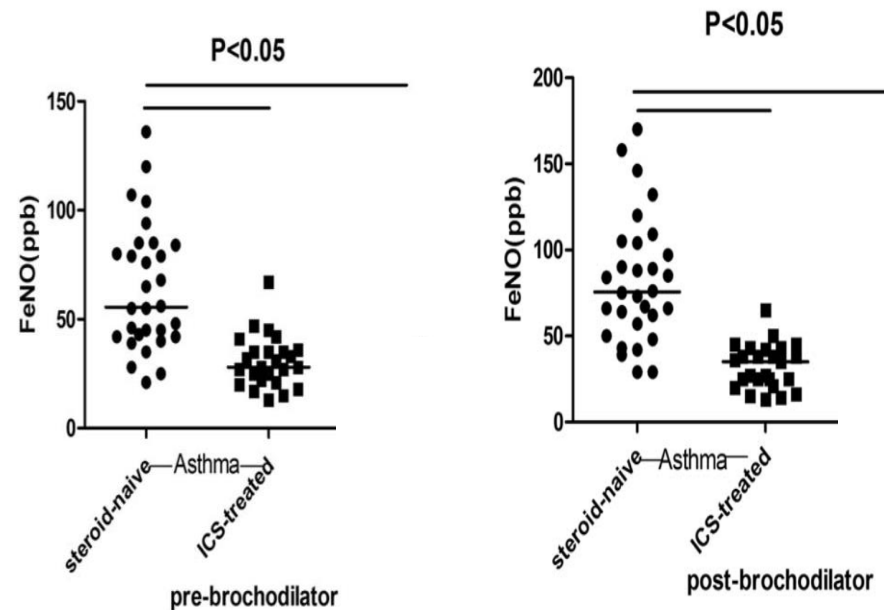 P<0.05
150
100
50
0
FeNO(ppb)
steroid-naive
Asthma
ICS-treated
pre-brochodilator
P<0.05
200
150
100
50
0
FeNO(ppb)
steroid-naive
Asthma
ICS-treated
post-brochodilator